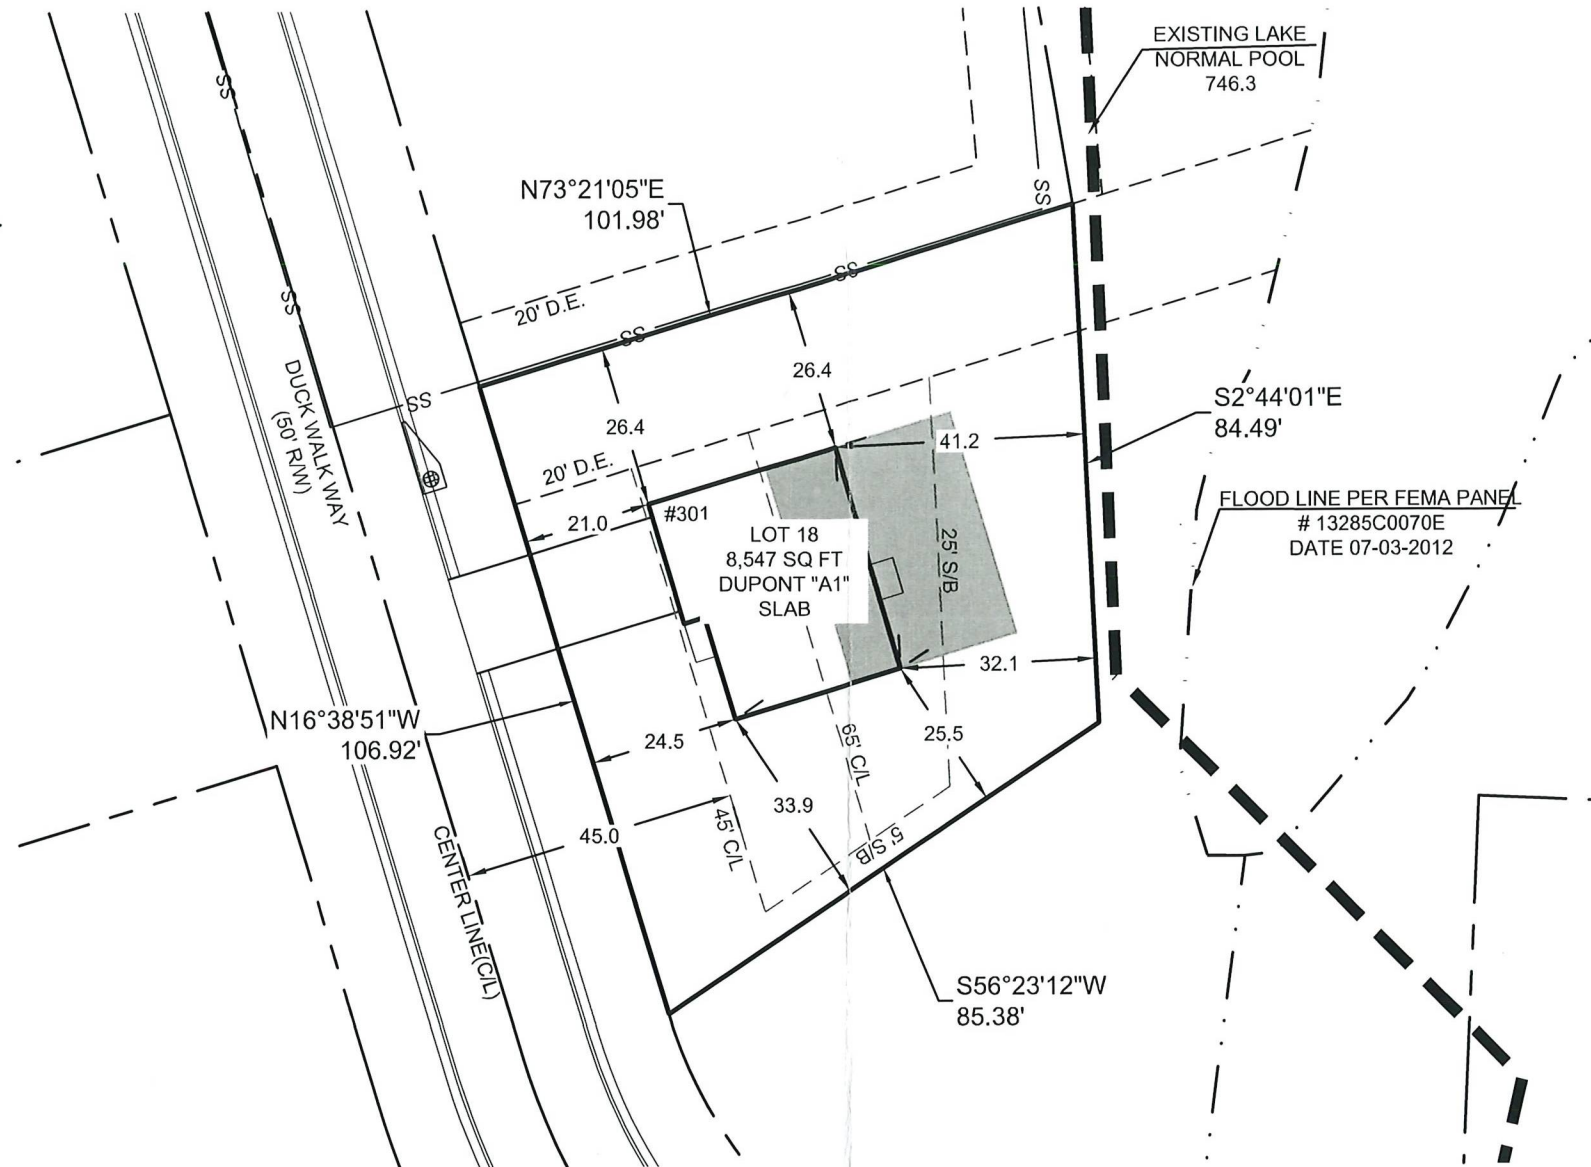 EXISTING LAKE
NORMAL POOL
746.3
SS
SS
N73°21'05"E
101.98'
SS
20' D.E.
SS
SS
26.4
26.4
SS
DUCK WALK WAY
(50' R/W)
S2°44'01"E
84.49'
41.2
20' D.E.
#301
21.0
FLOOD LINE PER FEMA PANEL
# 13285C0070E
DATE 07-03-2012
LOT 18
8,547 SQ FT
DUPONT "A1"
SLAB
25' S/B
32.1
N16°38'51"W
106.92'
24.5
25.5
65' C/L
33.9
45.0
45' C/L
5' S/B
CENTER LINE(C/L)
S56°23'12"W
85.38'